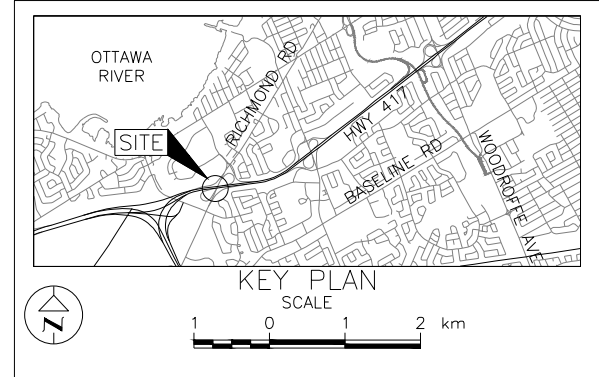 OTTAWA
RIVER
RICHMOND RD
SITE
HWY 417
BASELINE RD
WOODROFFE AVE
KEY PLAN
SCALE
N
1 0 1 2 km